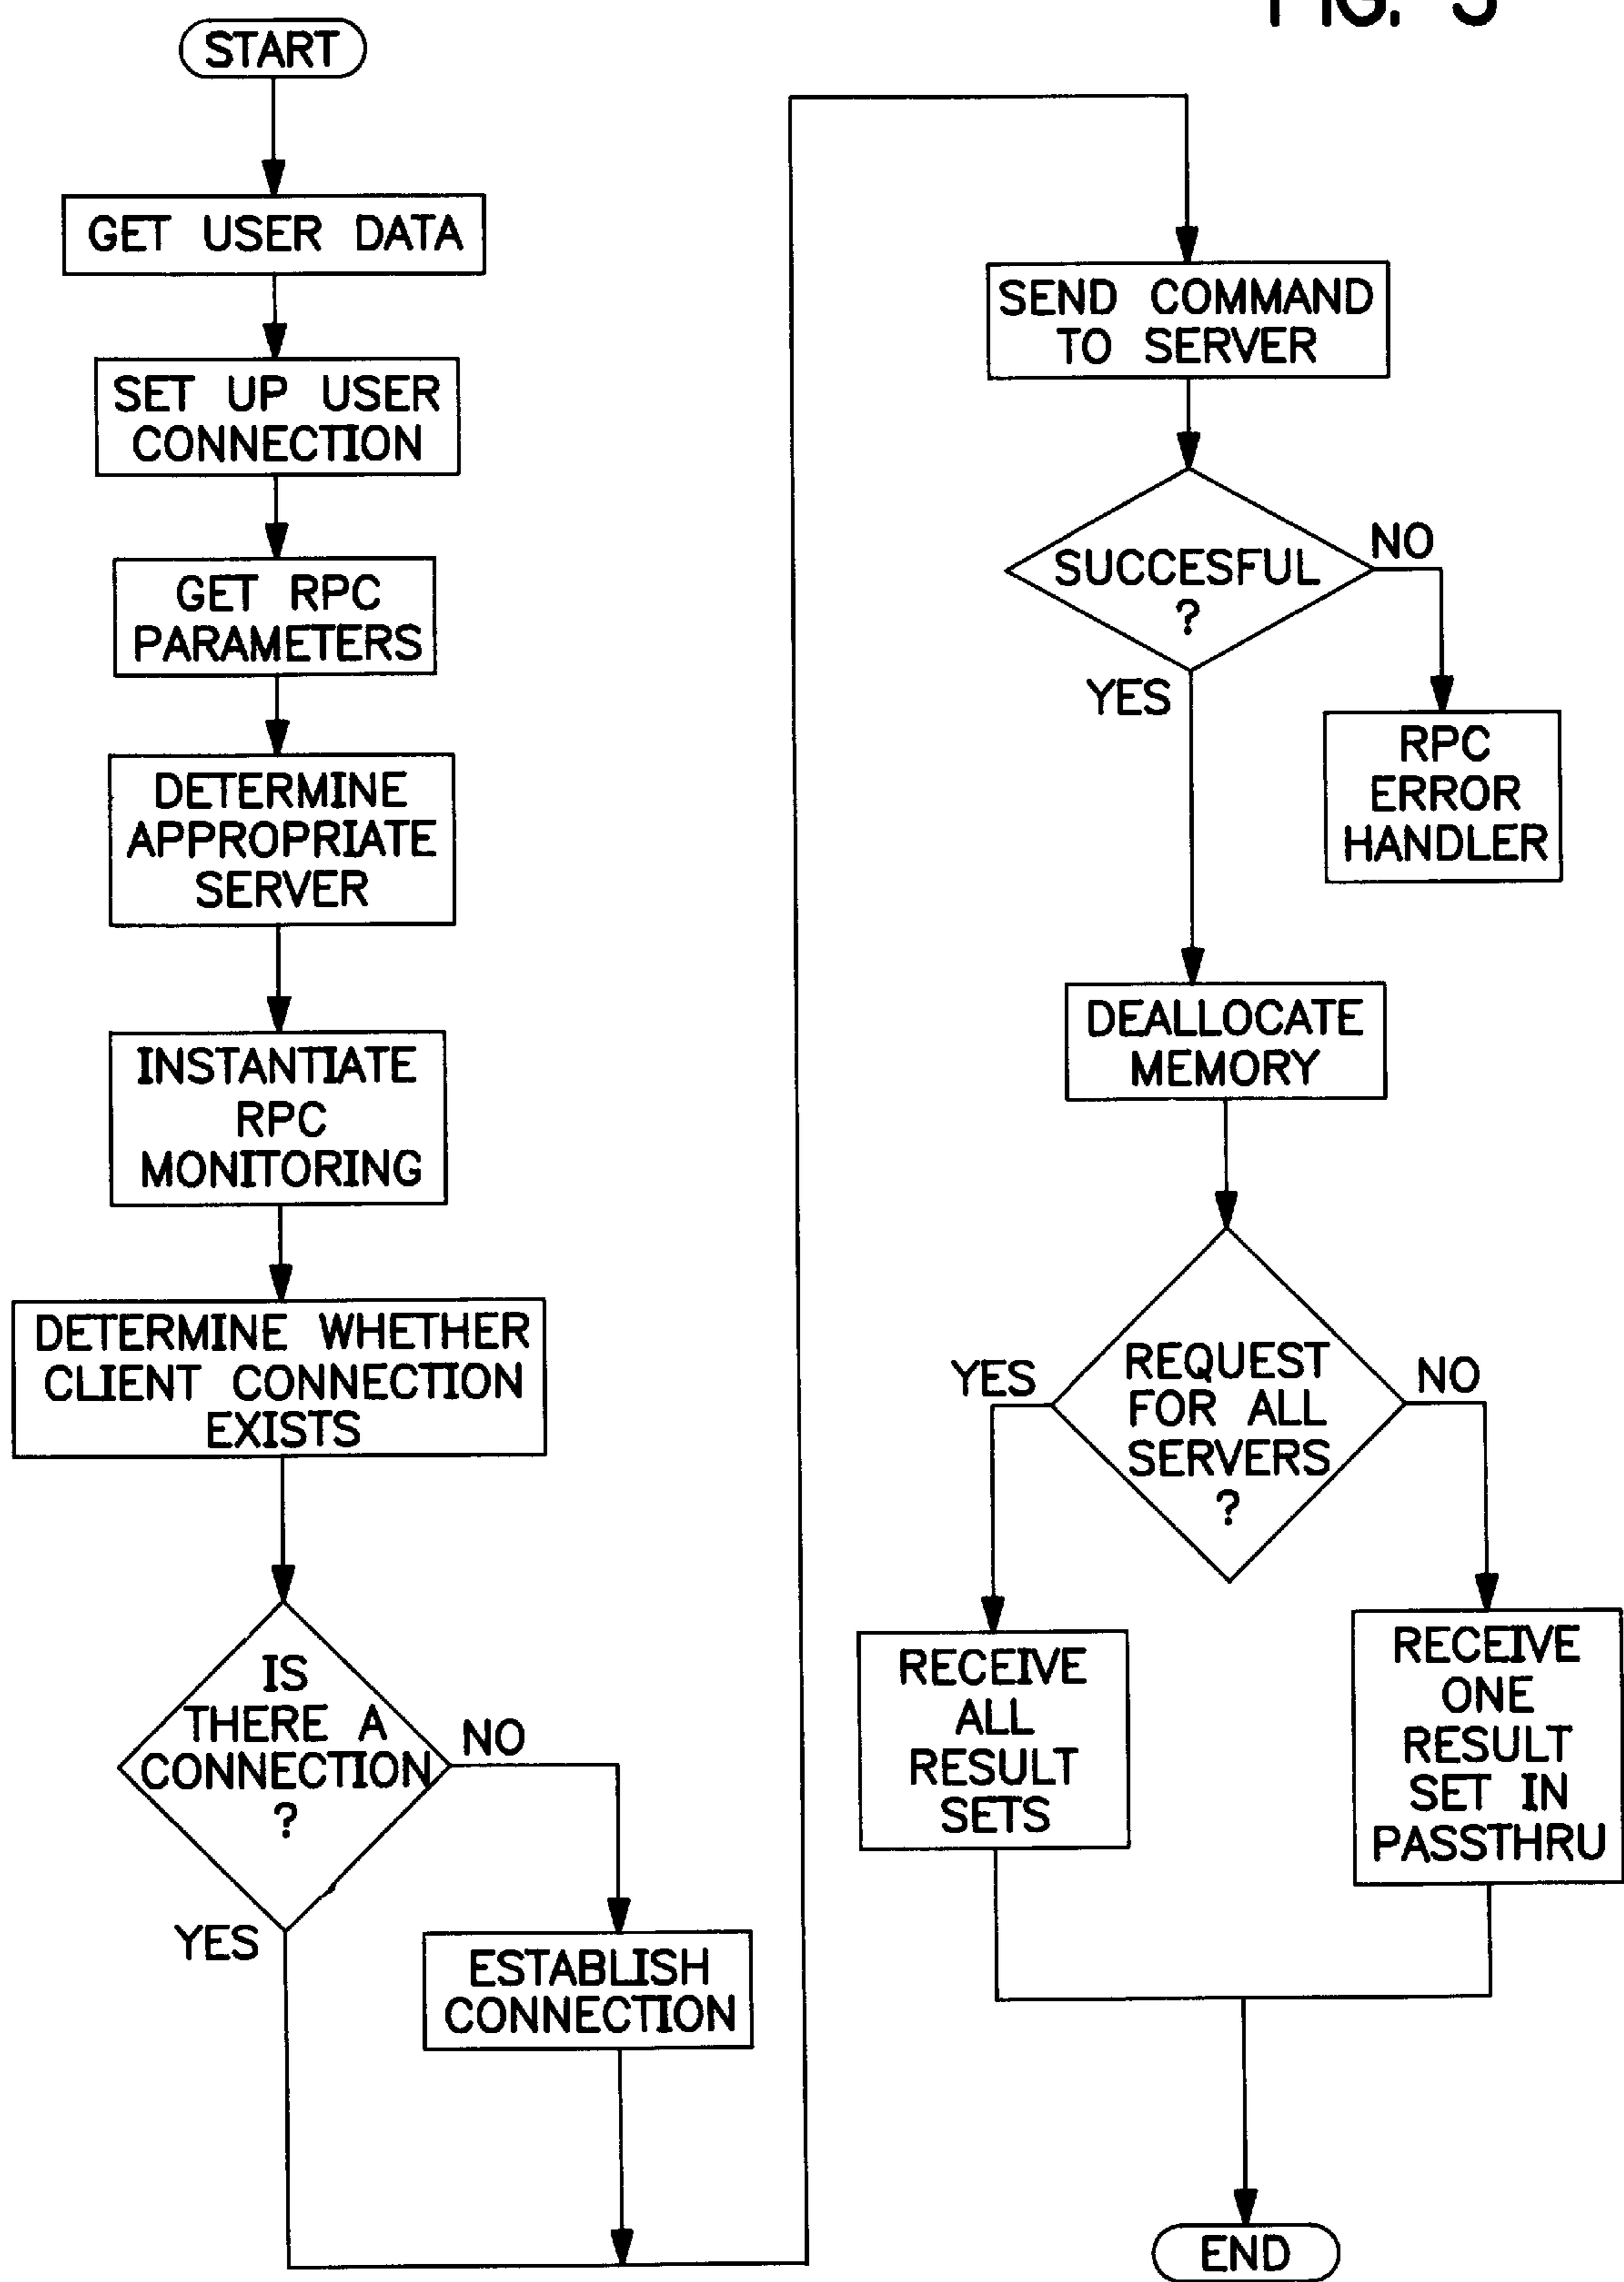 FIG.
START
GET USER DATA
SET UP USER
CONNECTION
GET RPC
PARAMETERS
DETERMINE
APPROPRIATE
SERVER
INSTANTIATE
RPC
MONITORING
DETERMINE WHETHER
CLIENT CONNECTION
EXISTS
IS
THERE A
CONNECTION
?
NO
YES
ESTABLISH
CONNECTION
SEND COMMAND
TO SERVER
SUCCESFUL
?
NO
YES
RPC
ERROR
HANDLER
DEALLOCATE
MEMORY
REQUEST
FOR ALL
SERVERS
?
YES
NO
RECEIVE
ALL
RESULT
SETS
RECEIVE
ONE
RESULT
SET IN
PASSTHRU
END